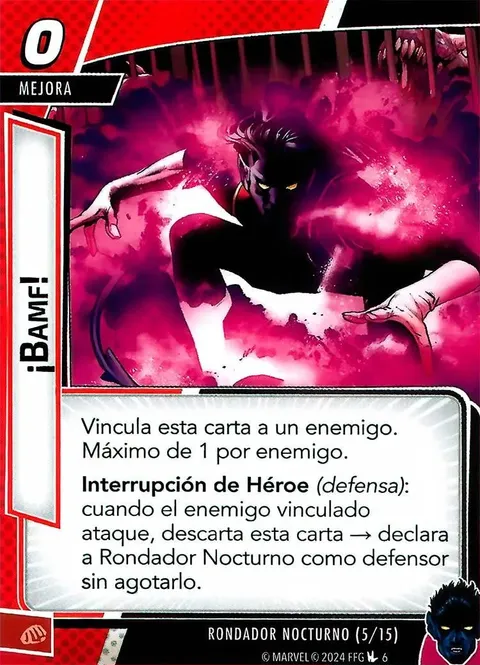 0
MEJORA
¡BAMF!
Vincula esta carta a un enemigo.
Máximo de 1 por enemigo.
Interrupción de Héroe (defensa):
cuando el enemigo vinculado
ataque, descarta esta carta → declara
a Rondador Nocturno como defensor
sin agotarlo.
RONDADOR NOCTURNO (5/15)
© MARVEL © 2024 FFG 6